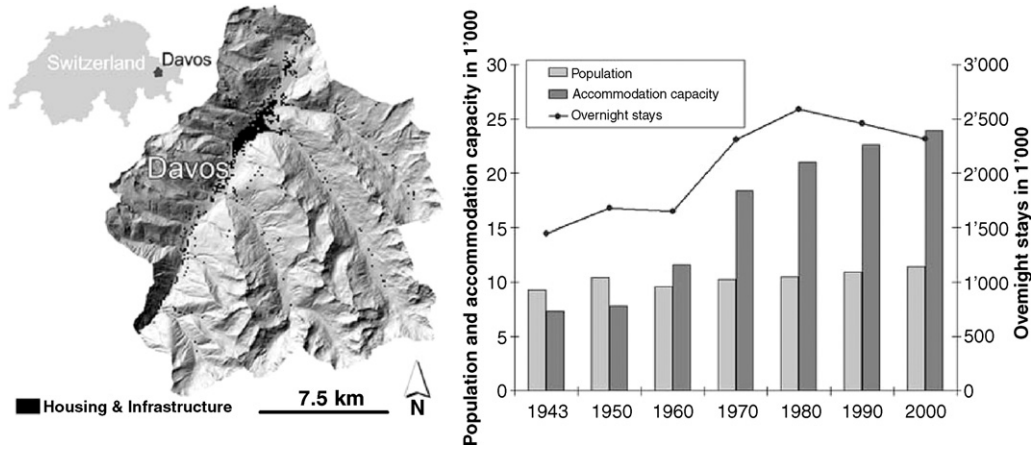 Switzerland
Davos
Davos
Housing & Infrastructure
7.5 km
N
Population and accommodation capacity in 1'000
30
25
20
15
10
5
0
Population
Accommodation capacity
Overnight stays
1943
1950
1960
1970
1980
1990
2000
3'000
2'500
2'000
1'500
1'000
500
0
Overnight stays in 1'000